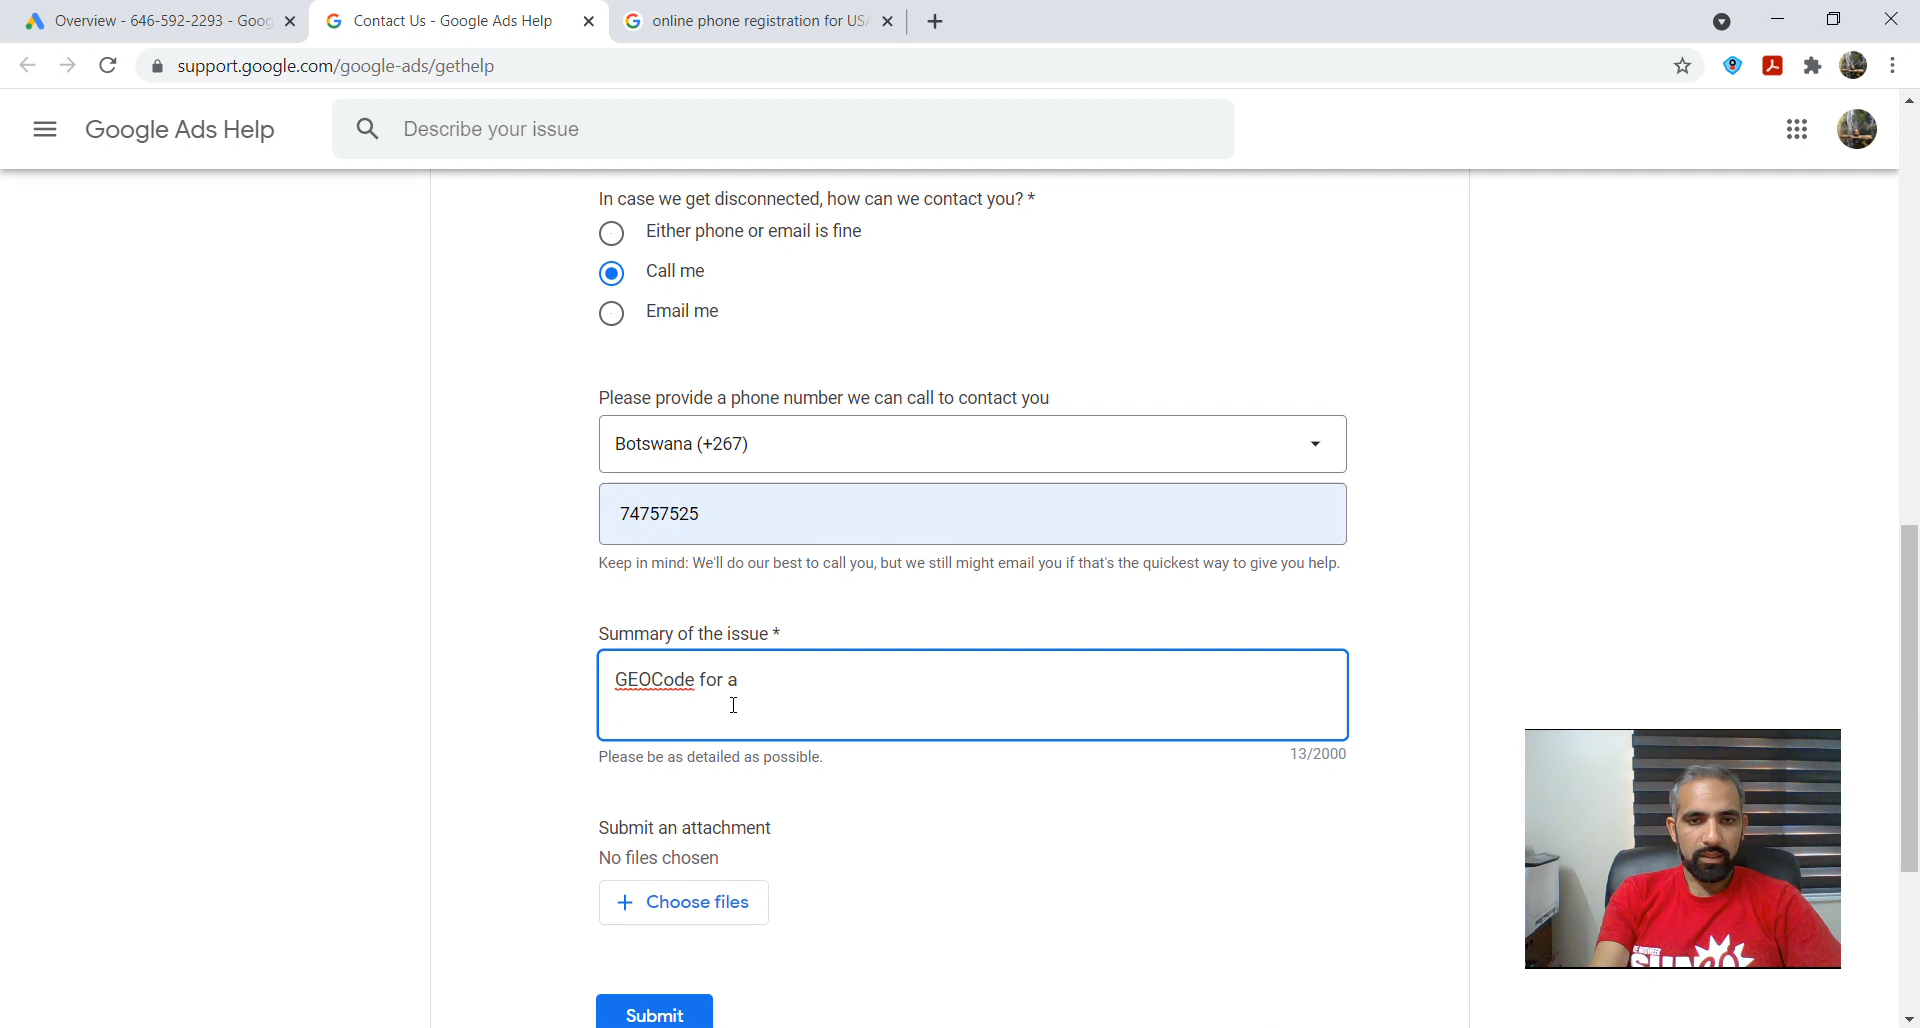 Overview - 646-592-2293 - Goog
Contact Us - Google Ads Help
online phone registration for USA
support.google.com/google-ads/gethelp
Google Ads Help
Describe your issue
In case we get disconnected, how can we contact you? *
Either phone or email is fine
Call me
Email me
Please provide a phone number we can call to contact you
Botswana (+267)
74757525
Keep in mind: We'll do our best to call you, but we still might email you if that's the quickest way to give you help.
Summary of the issue *
GEOCode for a
Please be as detailed as possible.
13/2000
Submit an attachment
No files chosen
+ Choose files
Submit